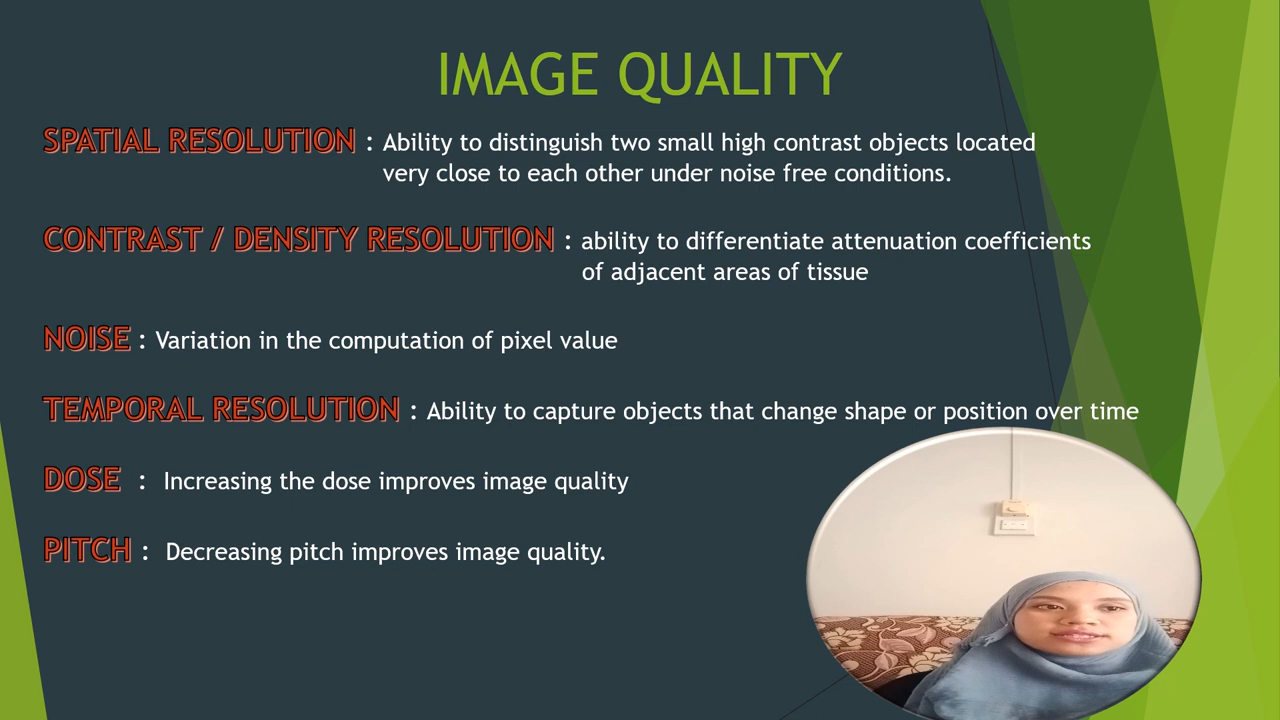 IMAGE QUALITY
SPATIAL RESOLUTION : Ability to distinguish two small high contrast objects located
very close to each other under noise free conditions.
CONTRAST / DENSITY RESOLUTION : ability to differentiate attenuation coefficients
of adjacent areas of tissue
NOISE : Variation in the computation of pixel value
TEMPORAL RESOLUTION : Ability to capture objects that change shape or position over time
DOSE : Increasing the dose improves image quality
PITCH : Decreasing pitch improves image quality.